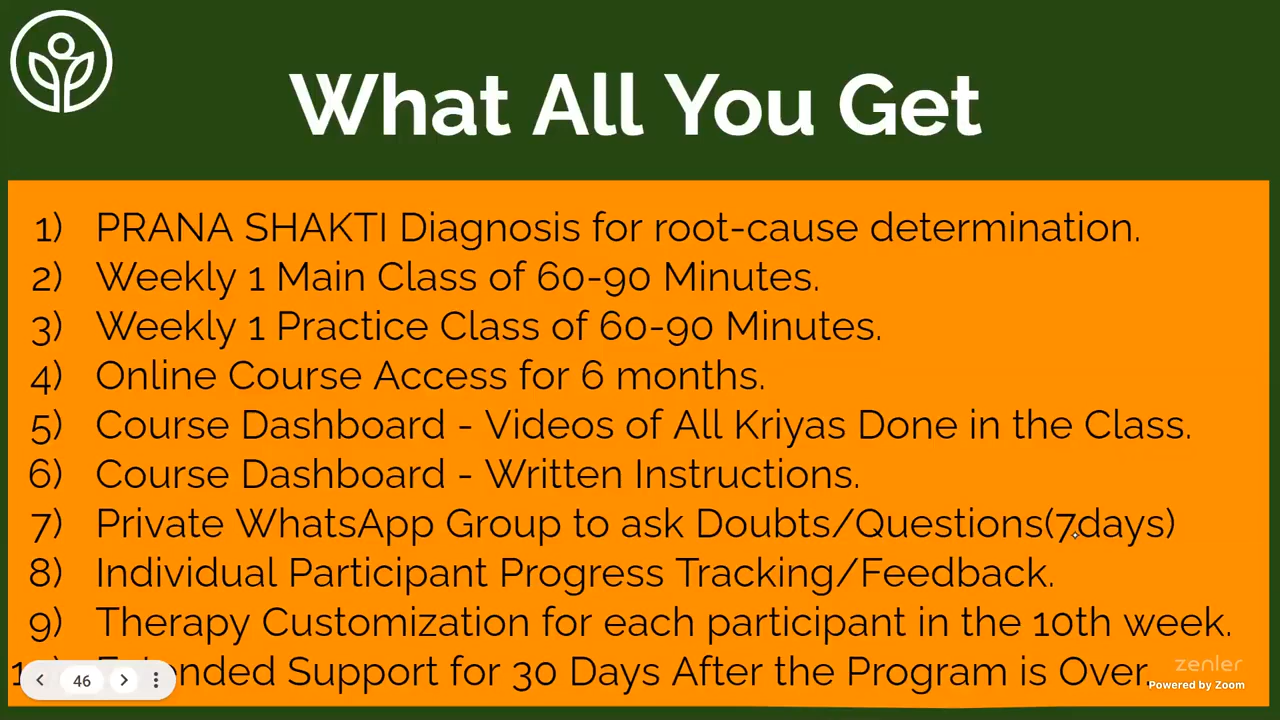 What All You Get
1) PRANA SHAKTI Diagnosis for root-cause determination.
2) Weekly 1 Main Class of 60-90 Minutes.
3) Weekly 1 Practice Class of 60-90 Minutes.
4) Online Course Access for 6 months.
5) Course Dashboard - Videos of All Kriyas Done in the Class.
6) Course Dashboard - Written Instructions.
7) Private WhatsApp Group to ask Doubts/Questions(7days)
8) Individual Participant Progress Tracking/Feedback.
9) Therapy Customization for each participant in the 10th week.
Support for 30 Days After the Program is Over.
46
zenler
Powered by Zoom